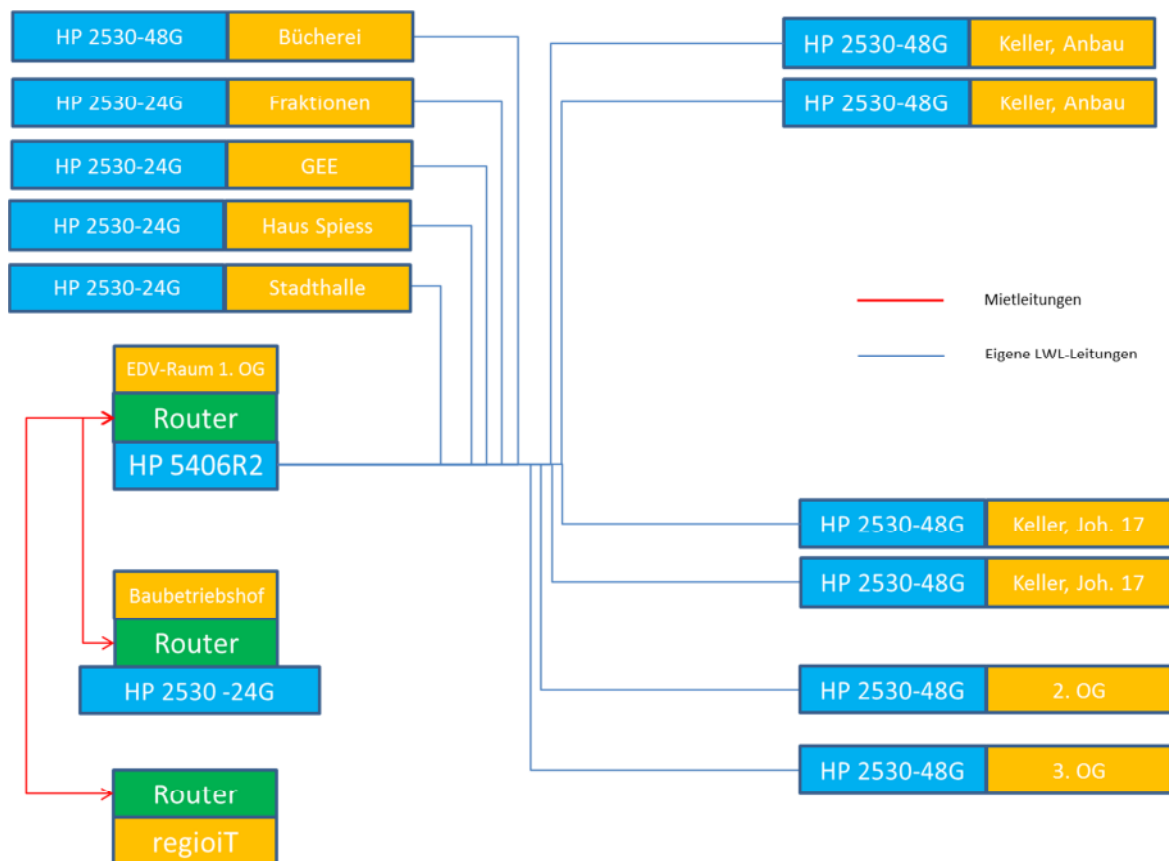 HP 2530-48G Bücherei
HP 2530-24G Fraktionen
HP 2530-24G GEE
HP 2530-24G Haus Spiess
HP 2530-24G Stadthalle
EDV-Raum 1. OG
Router
HP 5406R2
Baubetriebshof
Router
HP 2530 -24G
Router
regioiT
HP 2530-48G Keller, Anbau
HP 2530-48G Keller, Anbau
Mietleitungen
Eigene LWL-Leitungen
HP 2530-48G Keller, Joh. 17
HP 2530-48G Keller, Joh. 17
HP 2530-48G 2. OG
HP 2530-48G 3. OG